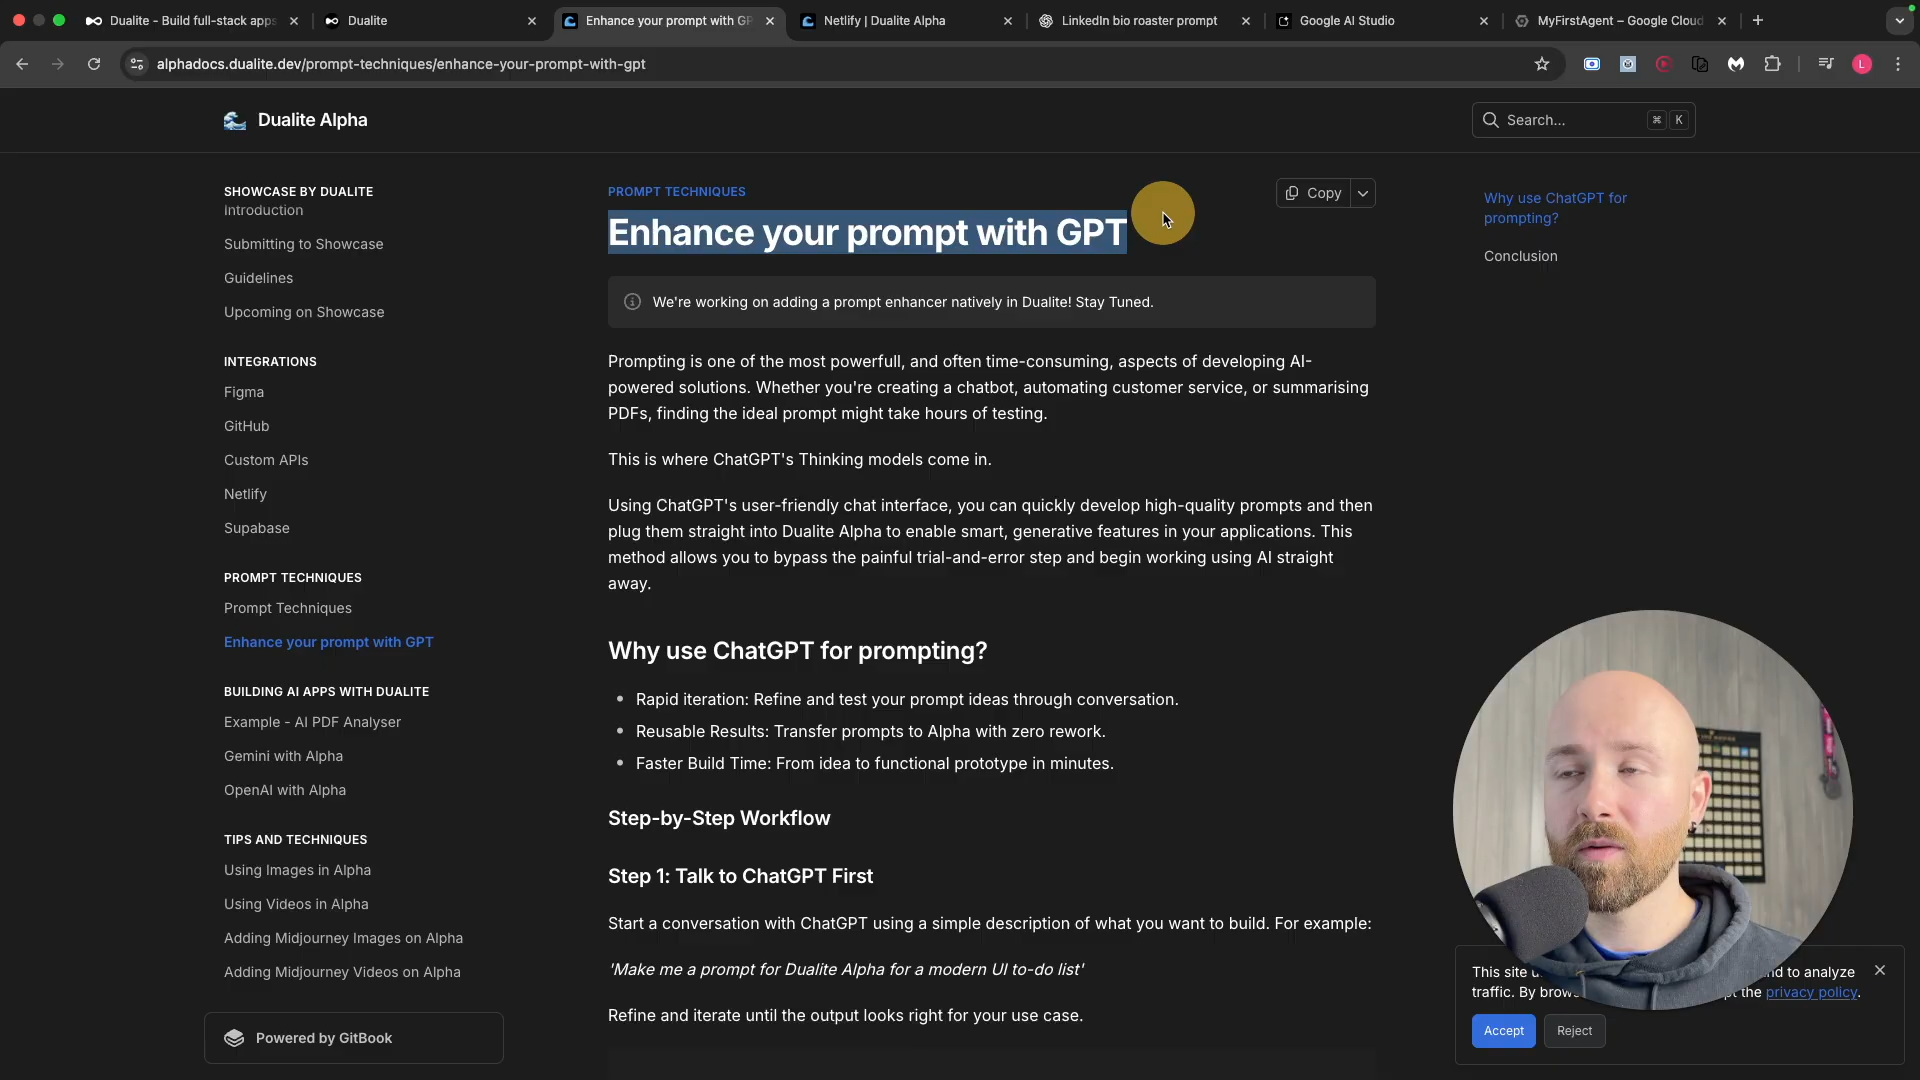 Dualite - Build full-stack apps
Dualite
Enhance your prompt with GP
Netlify | Dualite Alpha
LinkedIn bio roaster prompt
Google AI Studio
MyFirstAgent – Google Cloud
alphadocs.dualite.dev/prompt-techniques/enhance-your-prompt-with-gpt
L
Dualite Alpha
Search...
⌘ K
SHOWCASE BY DUALITE
Introduction
Submitting to Showcase
Guidelines
Upcoming on Showcase
INTEGRATIONS
Figma
GitHub
Custom APIs
Netlify
Supabase
PROMPT TECHNIQUES
Prompt Techniques
Enhance your prompt with GPT
BUILDING AI APPS WITH DUALITE
Example - AI PDF Analyser
Gemini with Alpha
OpenAI with Alpha
TIPS AND TECHNIQUES
Using Images in Alpha
Using Videos in Alpha
Adding Midjourney Images on Alpha
Adding Midjourney Videos on Alpha
Powered by GitBook
PROMPT TECHNIQUES
Copy
Enhance your prompt with GPT
We're working on adding a prompt enhancer natively in Dualite! Stay Tuned.
Prompting is one of the most powerfull, and often time-consuming, aspects of developing AI-
powered solutions. Whether you're creating a chatbot, automating customer service, or summarising
PDFs, finding the ideal prompt might take hours of testing.
This is where ChatGPT's Thinking models come in.
Using ChatGPT's user-friendly chat interface, you can quickly develop high-quality prompts and then
plug them straight into Dualite Alpha to enable smart, generative features in your applications. This
method allows you to bypass the painful trial-and-error step and begin working using AI straight
away.
Why use ChatGPT for prompting?
Rapid iteration: Refine and test your prompt ideas through conversation.
Reusable Results: Transfer prompts to Alpha with zero rework.
Faster Build Time: From idea to functional prototype in minutes.
Step-by-Step Workflow
Step 1: Talk to ChatGPT First
Start a conversation with ChatGPT using a simple description of what you want to build. For example:
'Make me a prompt for Dualite Alpha for a modern UI to-do list'
Refine and iterate until the output looks right for your use case.
Why use ChatGPT for
prompting?
Conclusion
This site to analyze
traffic. By the privacy policy.
Accept
Reject